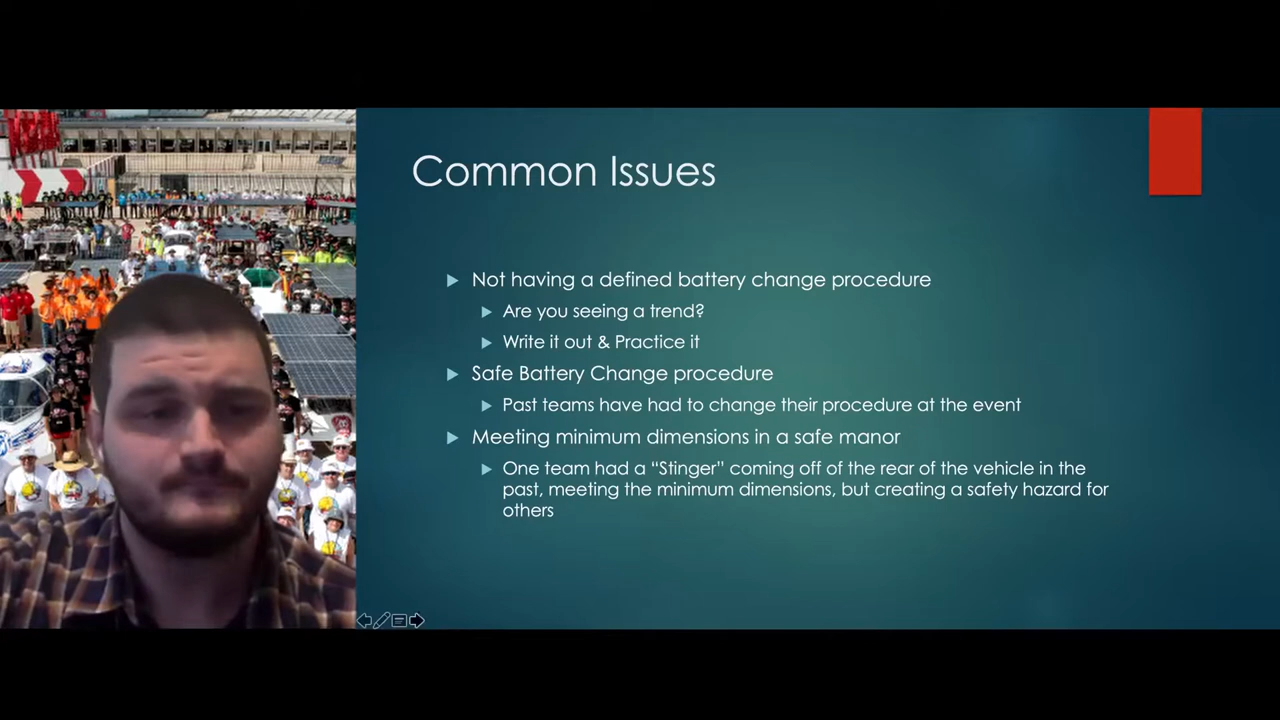 Common Issues
Not having a defined battery change procedure
Are you seeing a trend?
Write it out & Practice it
Safe Battery Change procedure
Past teams have had to change their procedure at the event
Meeting minimum dimensions in a safe manor
One team had a “Stinger” coming off of the rear of the vehicle in the
past, meeting the minimum dimensions, but creating a safety hazard for
others